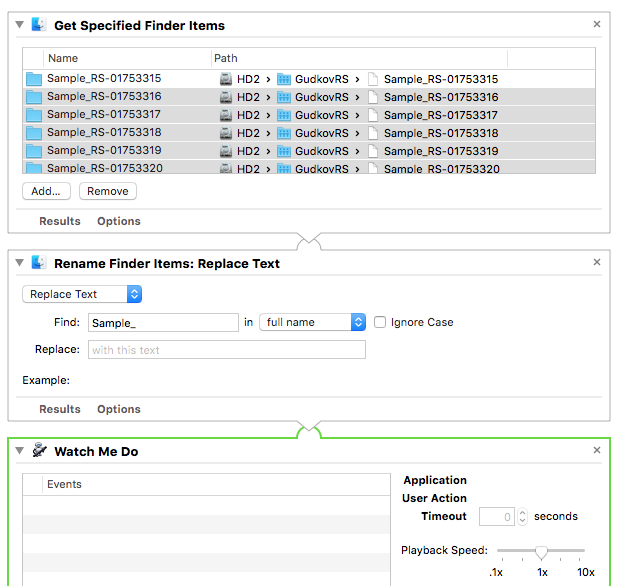 Get Specified Finder Items
Name Path
Sample_RS-01753315 HD2 › GudkovRS › Sample_RS-01753315
Sample_RS-01753316 HD2 › GudkovRS › Sample_RS-01753316
Sample_RS-01753317 HD2 › GudkovRS › Sample_RS-01753317
Sample_RS-01753318 HD2 › GudkovRS › Sample_RS-01753318
Sample_RS-01753319 HD2 › GudkovRS › Sample_RS-01753319
Sample_RS-01753320 HD2 › GudkovRS › Sample_RS-01753320
Add... Remove
Results Options
Rename Finder Items: Replace Text
Replace Text
Find: Sample_ in full name Ignore Case
Replace: with this text
Example:
Results Options
Watch Me Do
Events
Application
User Action
Timeout 0 seconds
Playback Speed:
.1x 1x 10x